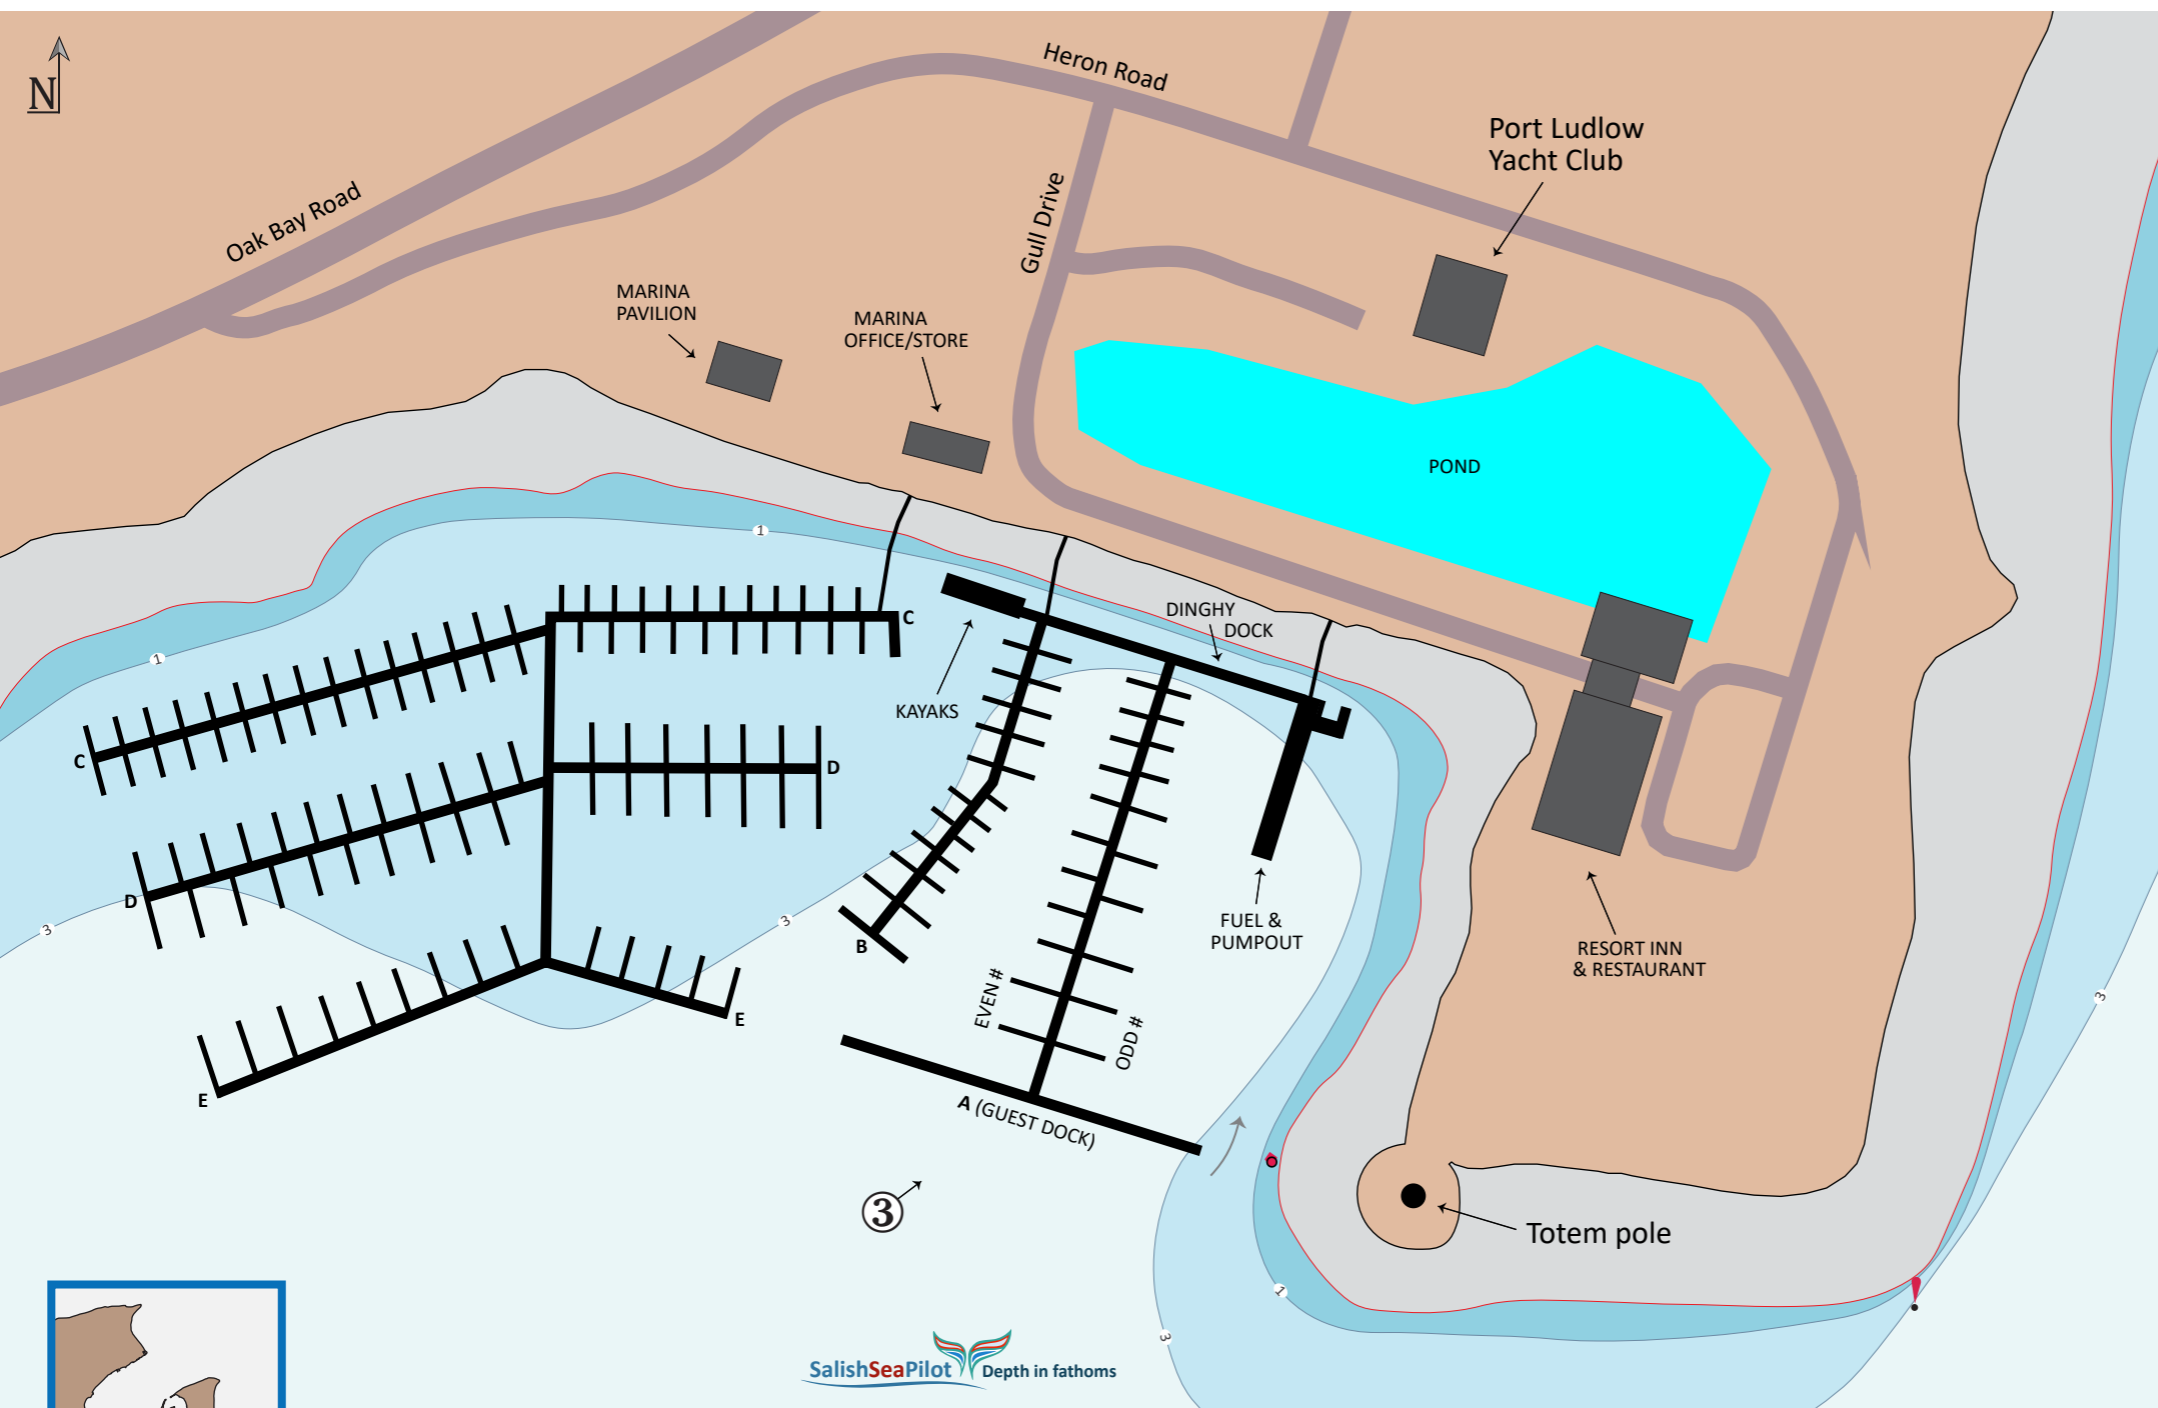 N
Heron Road
Port Ludlow
Yacht Club
Oak Bay Road
Gull Drive
MARINA
PAVILION
MARINA
OFFICE/STORE
POND
1
1
DINGHY
DOCK
C
KAYAKS
C
D
D
3
3
B
FUEL &
PUMPOUT
RESORT INN
& RESTAURANT
EVEN #
ODD #
3
E
E
A (GUEST DOCK)
3
Totem pole
1
3
SalishSeaPilot
Depth in fathoms